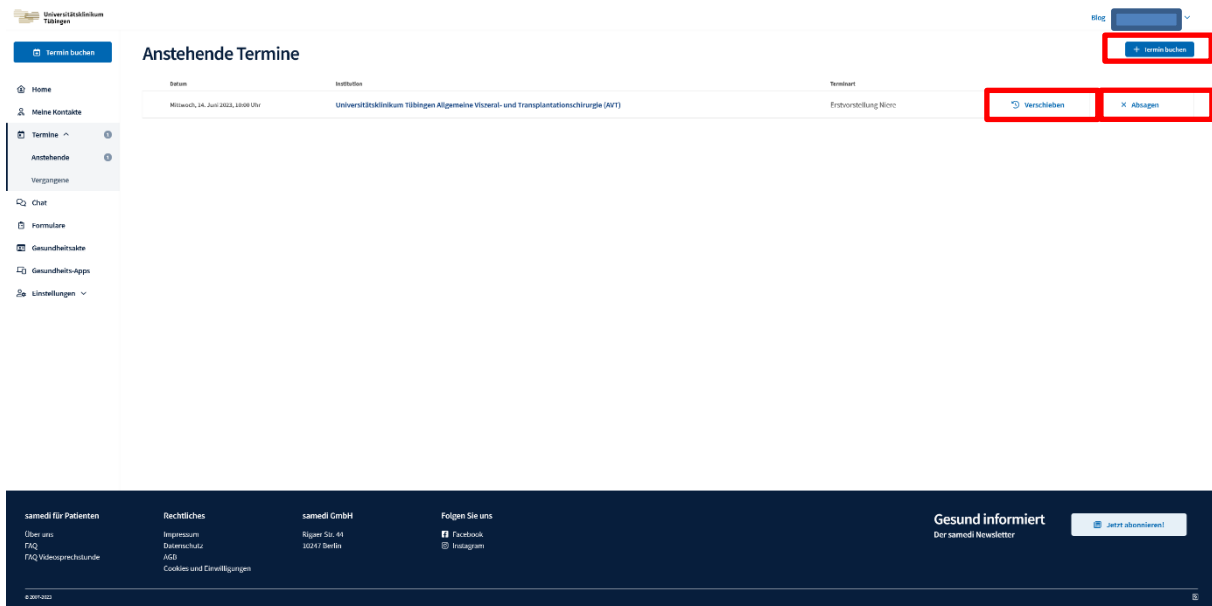 Universitätsklinikum
Tübingen
Blog
Termin buchen
Anstehende Termine
+ Termin buchen
Datum Institution Terminart
Home
Mittwoch, 14. Juni 2023, 10:00 Uhr Universitätsklinikum Tübingen Allgemeine Viszeral- und Transplantationschirurgie (AVT) Erstvorstellung Niere Verschieben × Absagen
Meine Kontakte
Termine 1
Anstehende 1
Vergangene
Chat
Formulare
Gesundheitsakte
Gesundheits-Apps
Einstellungen
samedi für Patienten
Über uns
FAQ
FAQ Videosprechstunde
Rechtliches
Impressum
Datenschutz
AGB
Cookies und Einwilligungen
samedi GmbH
Rigaer Str. 44
10247 Berlin
Folgen Sie uns
Facebook
Instagram
Gesund informiert
Der samedi Newsletter
Jetzt abonnieren!
© 2007-2023